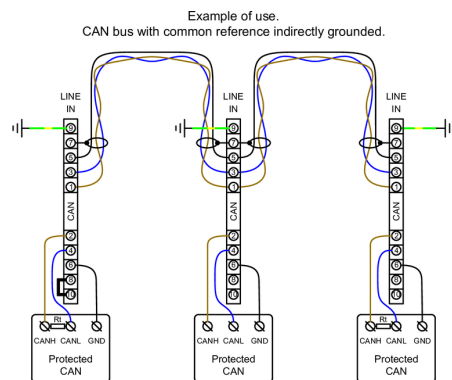 Example of use.
CAN bus with common reference indirectly grounded.
LINE
IN
9
7
5
3
1
CAN
2
4
6
8
10
Rt
CANH CANL GND
Protected
CAN
LINE
IN
9
7
5
3
1
CAN
2
4
6
8
10
CANH CANL GND
Protected
CAN
LINE
IN
9
7
5
3
1
CAN
2
4
6
8
10
Rt
CANH CANL GND
Protected
CAN